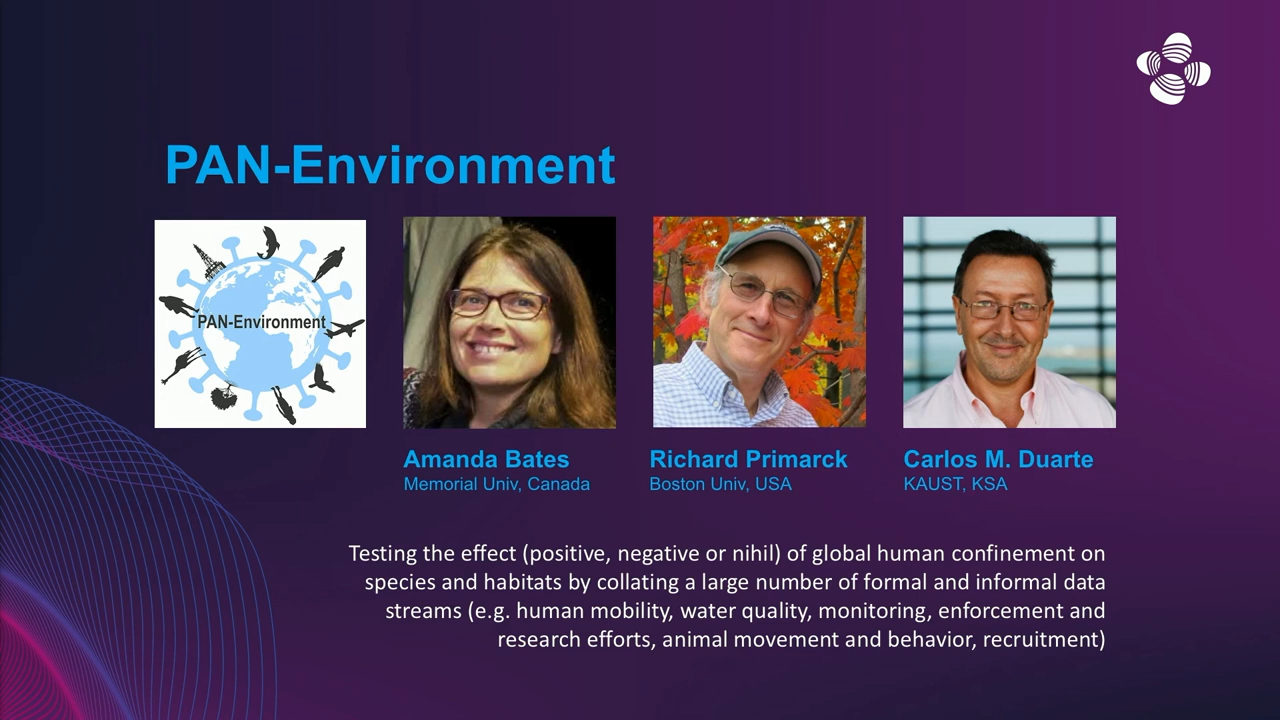 PAN-Environment
PAN-Environment
Amanda Bates
Memorial Univ, Canada
Richard Primarck
Boston Univ, USA
Carlos M. Duarte
KAUST, KSA
Testing the effect (positive, negative or nihil) of global human confinement on
species and habitats by collating a large number of formal and informal data
streams (e.g. human mobility, water quality, monitoring, enforcement and
research efforts, animal movement and behavior, recruitment)